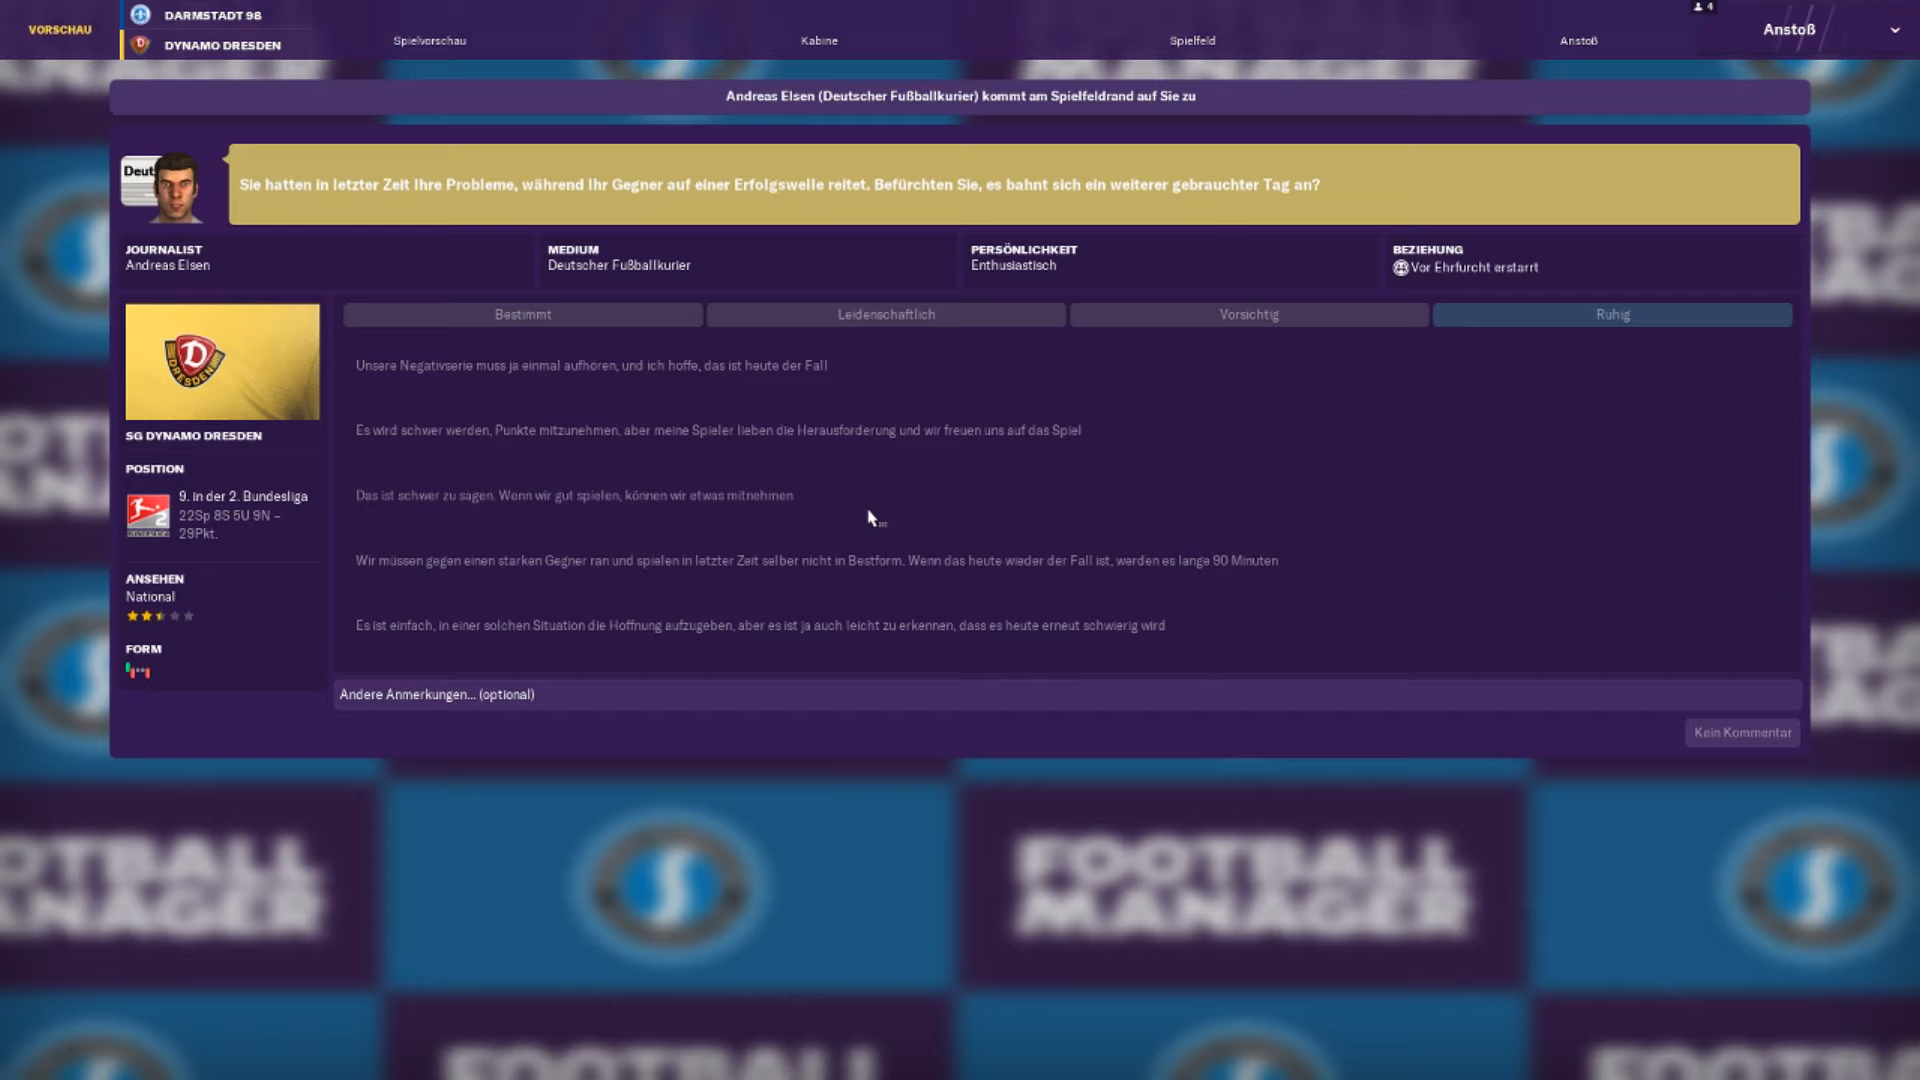 VORSCHAU
DARMSTADT 98
DYNAMO DRESDEN
Spielvorschau
Kabine
Spielfeld
Anstoß
4
Anstoß
Andreas Elsen (Deutscher Fußballkurier) kommt am Spielfeldrand auf Sie zu
Deut
Sie hatten in letzter Zeit Ihre Probleme, während Ihr Gegner auf einer Erfolgswelle reitet. Befürchten Sie, es bahnt sich ein weiterer gebrauchter Tag an?
JOURNALIST
Andreas Elsen
MEDIUM
Deutscher Fußballkurier
PERSÖNLICHKEIT
Enthusiastisch
BEZIEHUNG
Vor Ehrfurcht erstarrt
Bestimmt
Leidenschaftlich
Vorsichtig
Ruhig
D
DRESDEN
SG DYNAMO DRESDEN
POSITION
9. in der 2. Bundesliga
22Sp 8S 5U 9N –
29Pkt.
ANSEHEN
National
FORM
Unsere Negativserie muss ja einmal aufhören, und ich hoffe, das ist heute der Fall
Es wird schwer werden, Punkte mitzunehmen, aber meine Spieler lieben die Herausforderung und wir freuen uns auf das Spiel
Das ist schwer zu sagen. Wenn wir gut spielen, können wir etwas mitnehmen
Wir müssen gegen einen starken Gegner ran und spielen in letzter Zeit selber nicht in Bestform. Wenn das heute wieder der Fall ist, werden es lange 90 Minuten
Es ist einfach, in einer solchen Situation die Hoffnung aufzugeben, aber es ist ja auch leicht zu erkennen, dass es heute erneut schwierig wird
Andere Anmerkungen... (optional)
Kein Kommentar
FOOTBALL
MANAGER